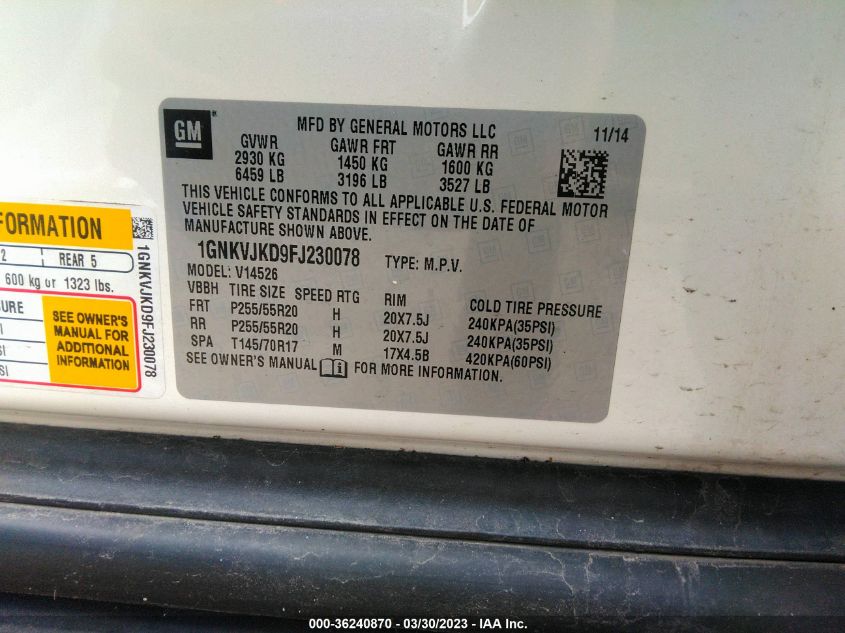 GM
MFD BY GENERAL MOTORS LLC
11/14
GVWR GAWR FRT GAWR RR
2930 KG 1450 KG 1600 KG
6459 LB 3196 LB 3527 LB
THIS VEHICLE CONFORMS TO ALL APPLICABLE U.S. FEDERAL MOTOR
VEHICLE SAFETY STANDARDS IN EFFECT ON THE DATE OF
MANUFACTURE SHOWN ABOVE.
1GNKVJKD9FJ230078 TYPE: M.P.V.
MODEL: V14526
VBBH TIRE SIZE SPEED RTG RIM COLD TIRE PRESSURE
FRT P255/55R20 H 20X7.5J 240KPA(35PSI)
RR P255/55R20 H 20X7.5J 240KPA(35PSI)
SPA T145/70R17 M 17X4.5B 420KPA(60PSI)
SEE OWNER'S MANUAL FOR MORE INFORMATION.
FORMATION
2 REAR 5
600 kg or 1323 lbs.
SEE OWNER'S
MANUAL FOR
ADDITIONAL
INFORMATION
1GNKVJKD9FJ230078
000-36240870 — 03/30/2023 — IAA Inc.